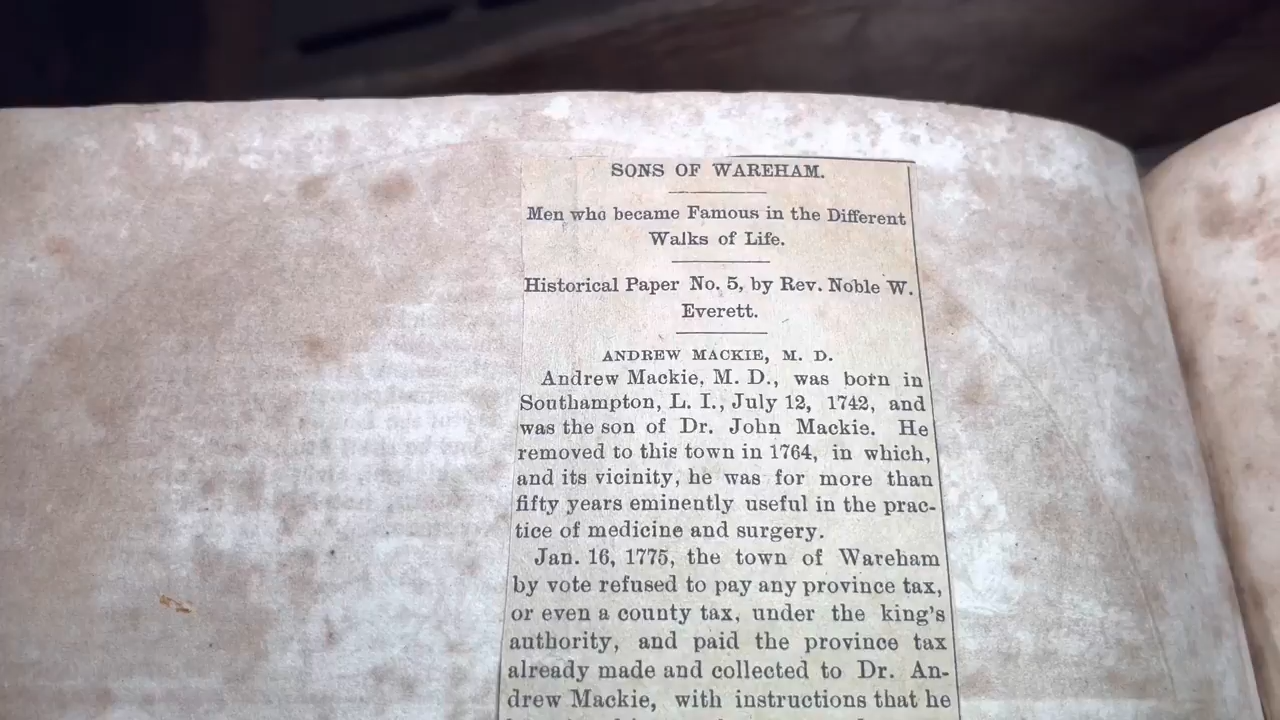 SONS OF WAREHAM.
Men who became Famous in the Different
Walks of Life.
Historical Paper No. 5, by Rev. Noble W.
Everett.
ANDREW MACKIE, M. D.
Andrew Mackie, M. D., was born in
Southampton, L. I., July 12, 1742, and
was the son of Dr. John Mackie. He
removed to this town in 1764, in which,
and its vicinity, he was for more than
fifty years eminently useful in the prac-
tice of medicine and surgery.
Jan. 16, 1775, the town of Wareham
by vote refused to pay any province tax,
or even a county tax, under the king's
authority, and paid the province tax
already made and collected to Dr. An-
drew Mackie, with instructions that he